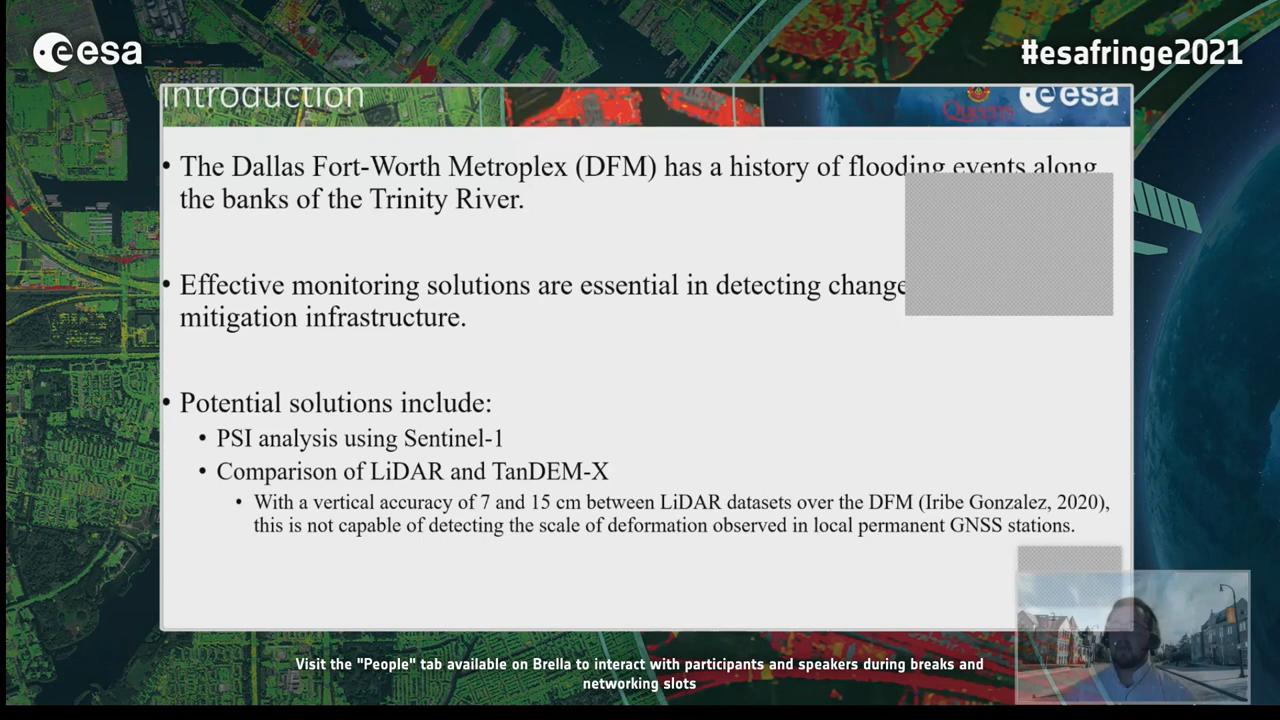 esa
#esafringe2021
Introduction
Queen's
esa
• The Dallas Fort-Worth Metroplex (DFM) has a history of flooding events along
the banks of the Trinity River.
• Effective monitoring solutions are essential in detecting change
mitigation infrastructure.
• Potential solutions include:
• PSI analysis using Sentinel-1
• Comparison of LiDAR and TanDEM-X
• With a vertical accuracy of 7 and 15 cm between LiDAR datasets over the DFM (Iribe Gonzalez, 2020),
this is not capable of detecting the scale of deformation observed in local permanent GNSS stations.
Visit the "People" tab available on Brella to interact with participants and speakers during breaks and
networking slots